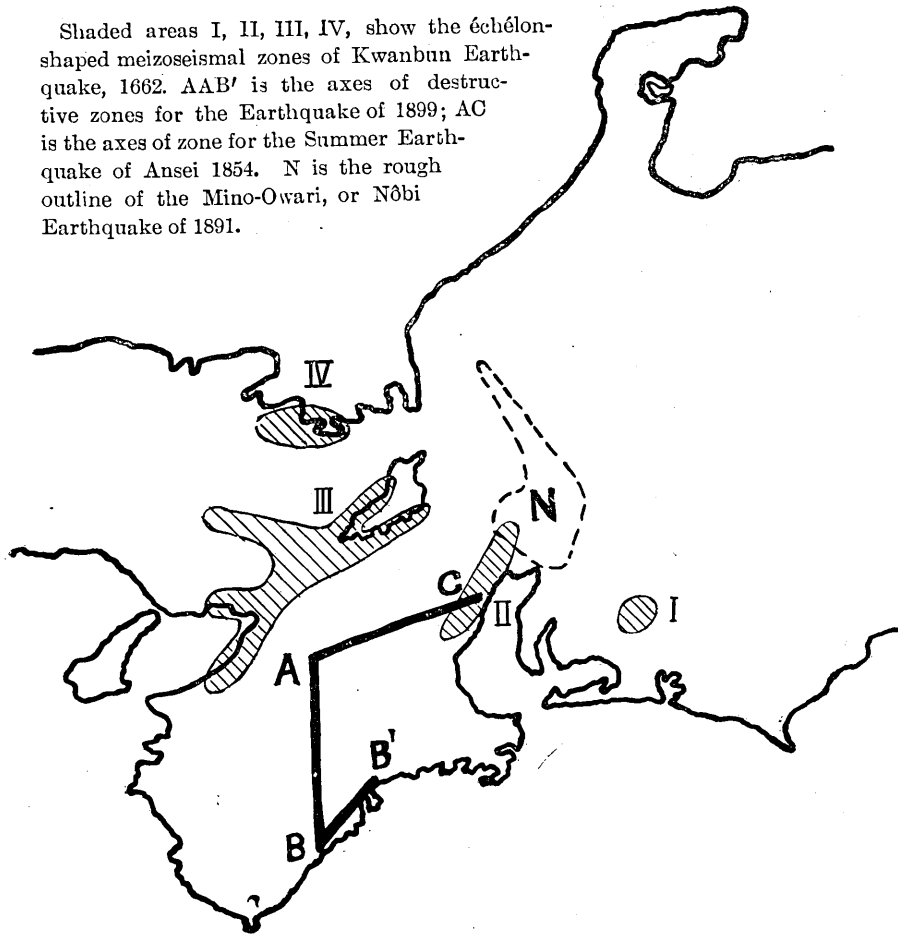 Shaded areas I, II, III, IV, show the échélon-
shaped meizoseismal zones of Kwanbun Earth-
quake, 1662. AAB′ is the axes of destruc-
tive zones for the Earthquake of 1899; AC
is the axes of zone for the Summer Earth-
quake of Ansei 1854. N is the rough
outline of the Mino-Owari, or Nôbi
Earthquake of 1891.
IV
III
N
C
II
I
A
B'
B